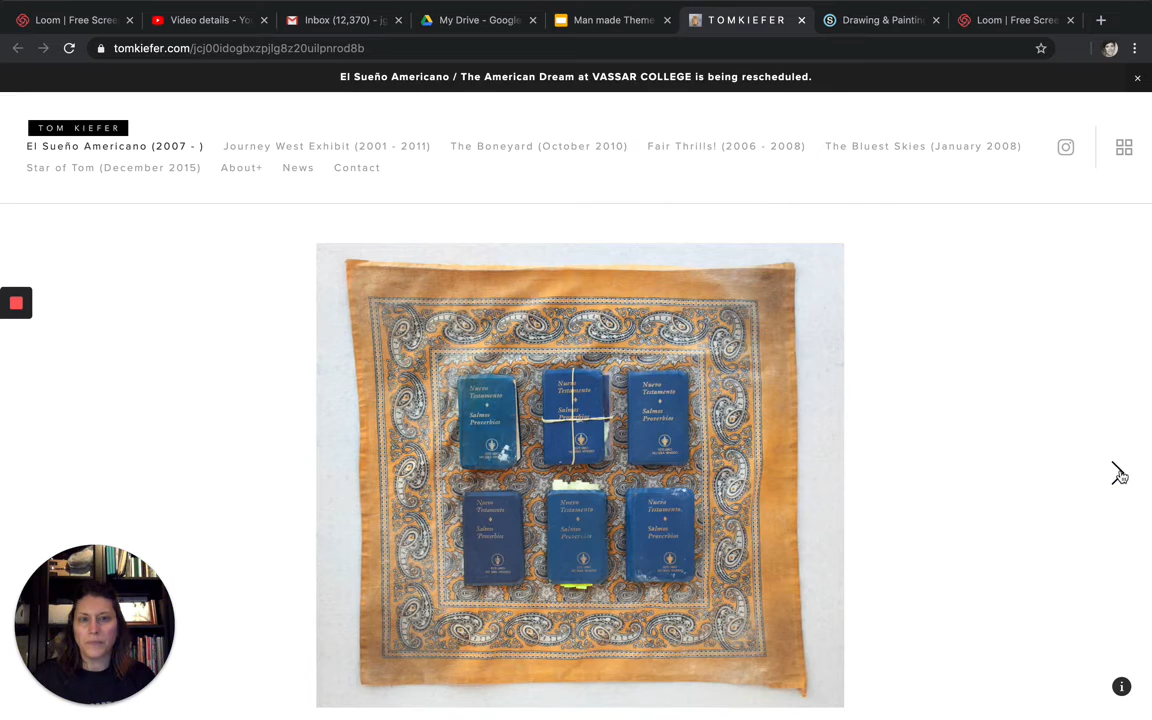 Loom | Free Scree
Video details - Yo
Inbox (12,370) - jg
My Drive - Google
Man made Theme
T O M K I E F E R
Drawing & Paintin
Loom | Free Scree
tomkiefer.com/jcj00idogbxzpjlg8z20uilpnrod8b
El Sueño Americano / The American Dream at VASSAR COLLEGE is being rescheduled.
TOM KIEFER
El Sueño Americano (2007 - )
Journey West Exhibit (2001 - 2011)
The Boneyard (October 2010)
Fair Thrills! (2006 - 2008)
The Bluest Skies (January 2008)
Star of Tom (December 2015)
About+
News
Contact
Nuevo
Testamento
Salmos
Proverbios
Nuevo
Testamento
Salmos
Proverbios
Nuevo
Testamento
Salmos
Proverbios
Nuevo
Testamento
Salmos
Proverbios
Nuevo
Testamento
Salmos
Proverbios
Nuevo
Testamento
Salmos
Proverbios